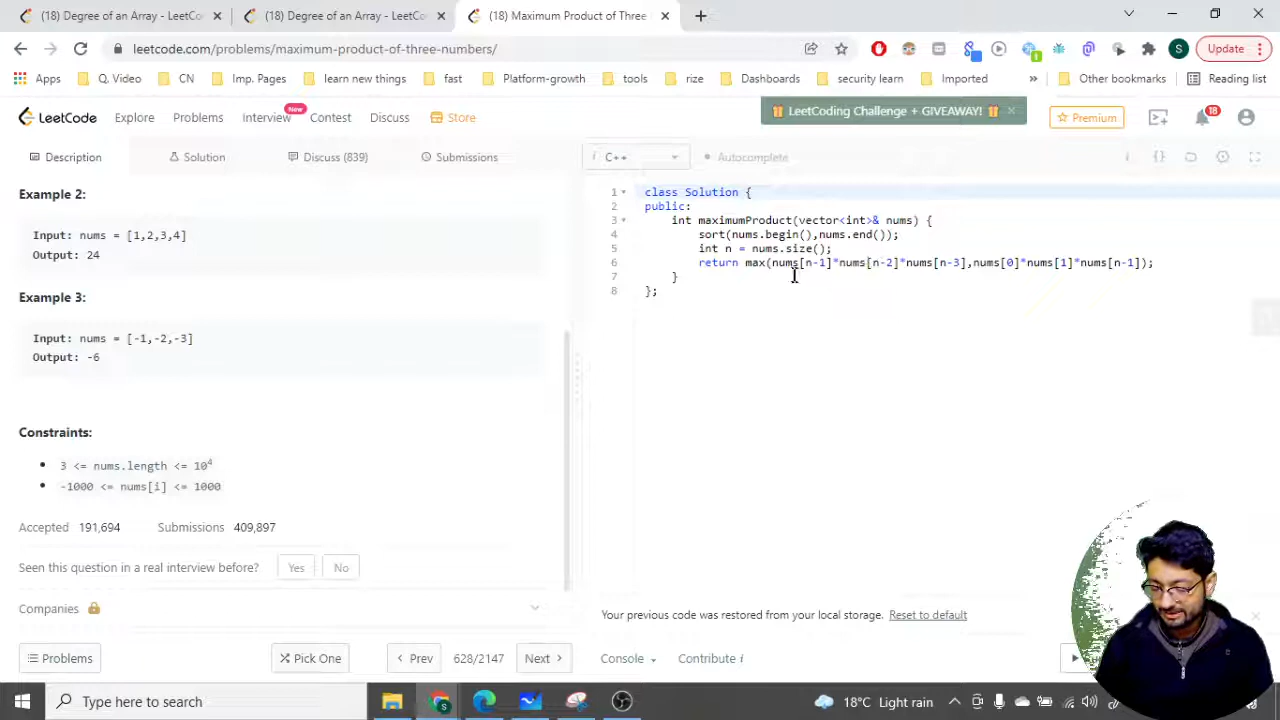 (18) Degree of an Array - LeetCo
(18) Degree of an Array - LeetCo
(18) Maximum Product of Three
leetcode.com/problems/maximum-product-of-three-numbers/
S
Update
Apps
Q. Video
CN
Imp. Pages
learn new things
fast
Platform-growth
tools
rize
Dashboards
security learn
Imported
»
Other bookmarks
Reading list
LeetCode
Explore
Problems
Interview
New
Contest
Discuss
Store
LeetCoding Challenge + GIVEAWAY!
Premium
18
Description
Solution
Discuss (839)
Submissions
i C++
Autocomplete
Example 2:
Input: nums = [1,2,3,4]
Output: 24
Example 3:
Input: nums = [-1,-2,-3]
Output: -6
Constraints:
3 <= nums.length <= 10⁴
-1000 <= nums[i] <= 1000
Accepted 191,694 Submissions 409,897
Seen this question in a real interview before? Yes No
Companies
Problems
Pick One
Prev
628/2147
Next
1 class Solution {
2 public:
3 int maximumProduct(vector<int>& nums) {
4 sort(nums.begin(),nums.end());
5 int n = nums.size();
6 return max(nums[n-1]*nums[n-2]*nums[n-3],nums[0]*nums[1]*nums[n-1]);
7 }
8 };
Your previous code was restored from your local storage. Reset to default
Console
Contribute i
Type here to search
18°C Light rain